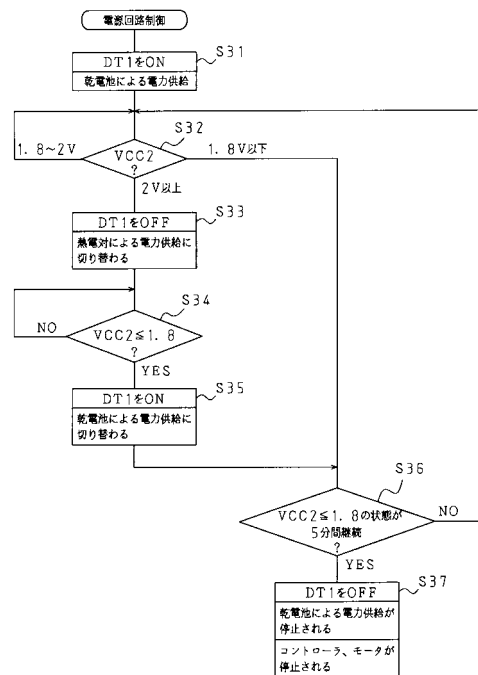 電源回路制御
S31
DT1をON
乾電池による電力供給
S32
1.8~2V
VCC2
?
1.8V以下
2V以上
S33
DT1をOFF
熱電対による電力供給に
切り替わる
S34
NO
VCC2≦1.8
?
YES
S35
DT1をON
乾電池による電力供給に
切り替わる
S36
VCC2≦1.8の状態が
5分間継続
?
NO
YES
S37
DT1をOFF
乾電池による電力供給が
停止される
コントローラ、モータが
停止される